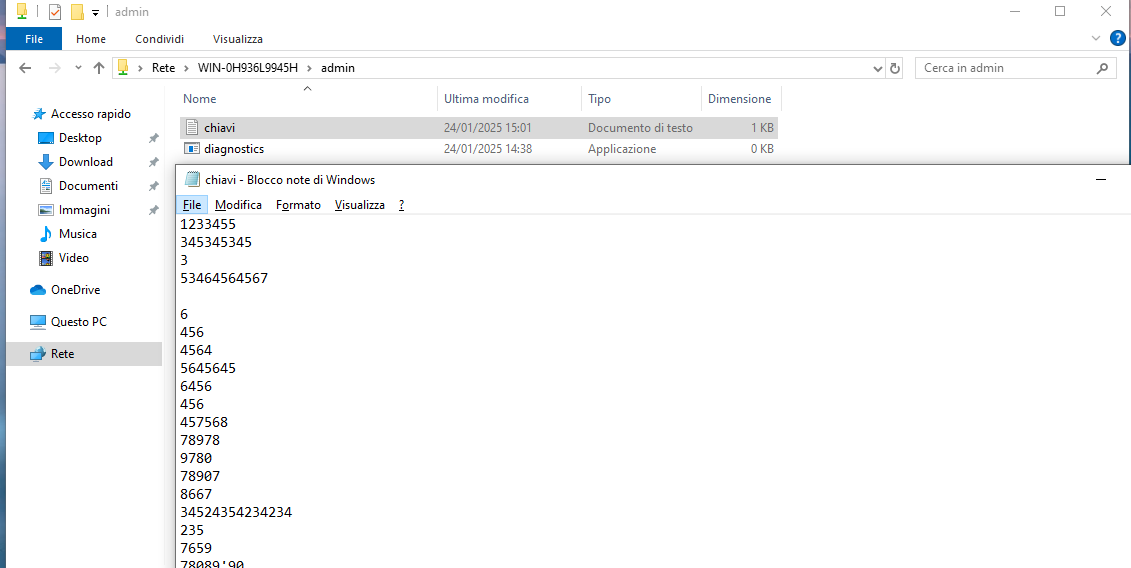 admin
File Home Condividi Visualizza
Rete WIN-0H936L9945H admin
Cerca in admin
Nome Ultima modifica Tipo Dimensione
chiavi 24/01/2025 15:01 Documento di testo 1 KB
diagnostics 24/01/2025 14:38 Applicazione 0 KB
Accesso rapido
Desktop
Download
Documenti
Immagini
Musica
Video
OneDrive
Questo PC
Rete
chiavi - Blocco note di Windows
File Modifica Formato Visualizza ?
1233455
345345345
3
53464564567
6
456
4564
5645645
6456
456
457568
78978
9780
78907
8667
34524354234234
235
7659
78089'90